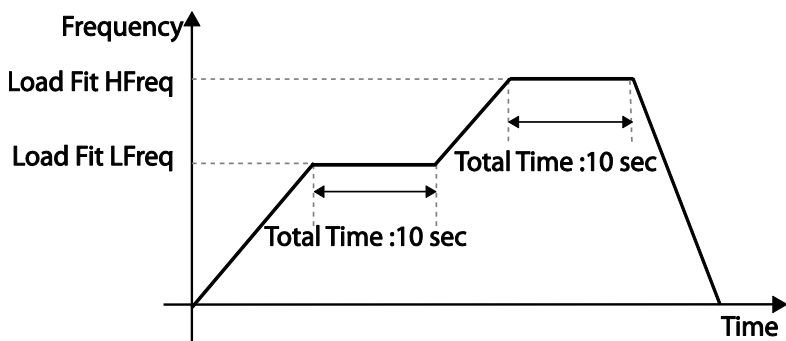 Frequency
Load Fit HFreq
Load Fit LFreq
Total Time :10 sec
Total Time :10 sec
Time